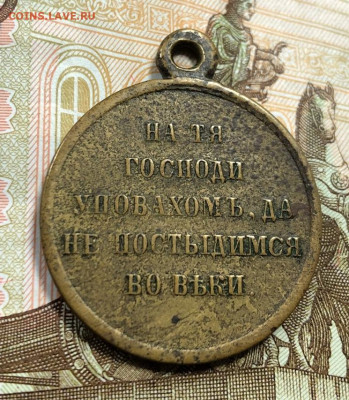 COINS.LAVE.RU
НА ТЯ
ГОСПОДИ
УПОВАХОМЪ, ДА
НЕ ПОСТЫДИМСЯ
ВО ВѢКИ.